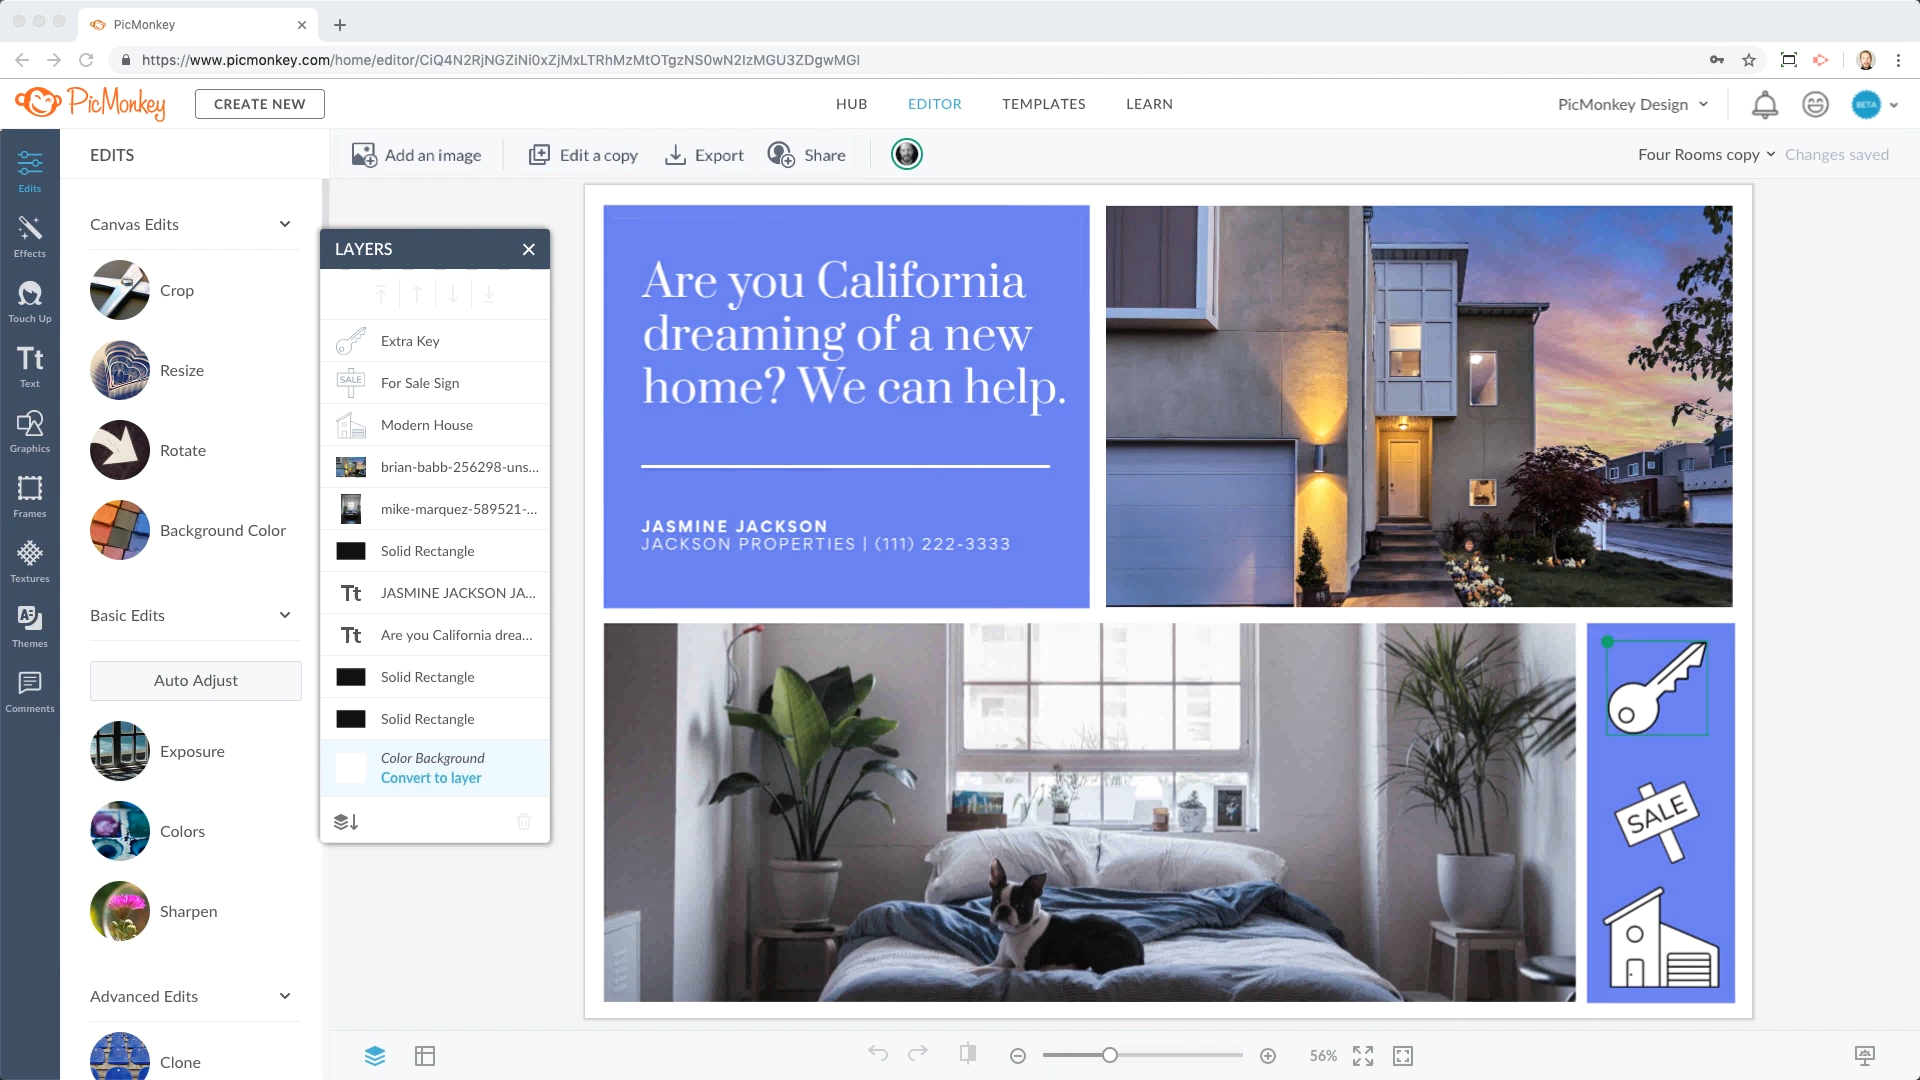 PicMonkey
https://www.picmonkey.com/home/editor/CiQ4N2RjNGZiNi0xZjMxLTRhMzMtOTgzNS0wN2IzMGU3ZDgwMGI
PicMonkey
CREATE NEW
HUB
EDITOR
TEMPLATES
LEARN
PicMonkey Design
BETA
EDITS
Add an image
Edit a copy
Export
Share
Four Rooms copy
Changes saved
Edits
Effects
Touch Up
Tt
Text
Graphics
Frames
Textures
Themes
Comments
Canvas Edits
Crop
Resize
Rotate
Background Color
Basic Edits
Auto Adjust
Exposure
Colors
Sharpen
Advanced Edits
Clone
LAYERS
Extra Key
SALE
For Sale Sign
Modern House
brian-babb-256298-uns...
mike-marquez-589521-...
Solid Rectangle
Tt JASMINE JACKSON JA...
Tt Are you California drea...
Solid Rectangle
Solid Rectangle
Color Background
Convert to layer
Are you California
dreaming of a new
home? We can help.
JASMINE JACKSON
JACKSON PROPERTIES | (111) 222-3333
SALE
56%